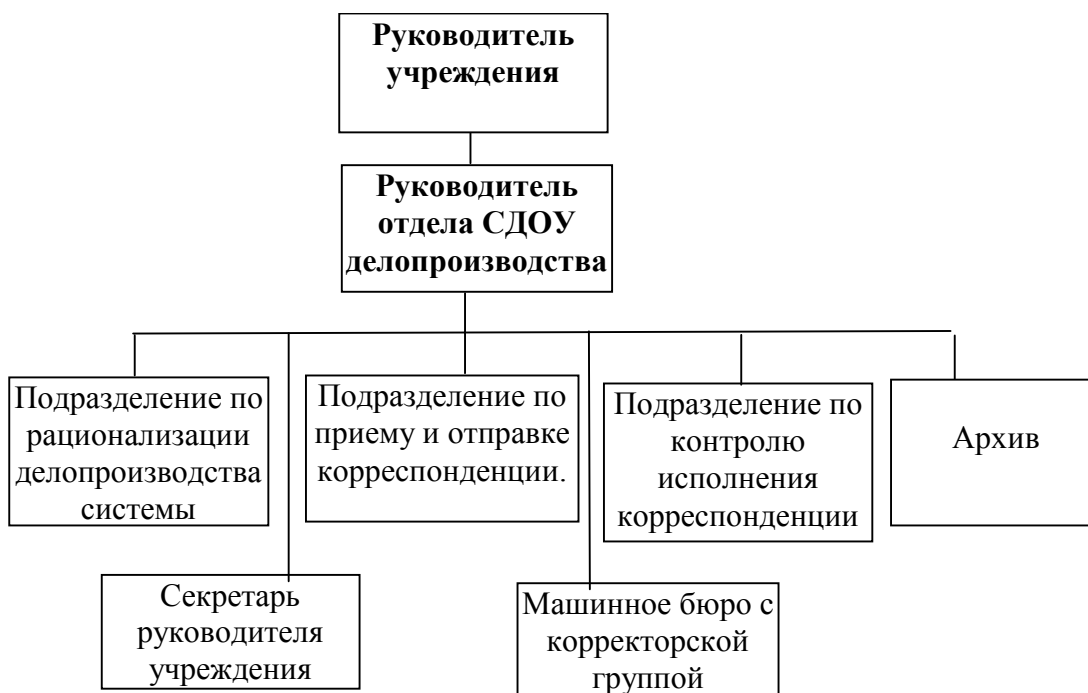 Руководитель
учреждения
Руководитель
отдела СДОУ
делопроизводства
Подразделение по
рационализации
делопроизводства
системы
Подразделение по
приему и отправке
корреспонденции.
Подразделение по
контролю
исполнения
корреспонденции
Архив
Секретарь
руководителя
учреждения
Машинное бюро с
корректорской
группой